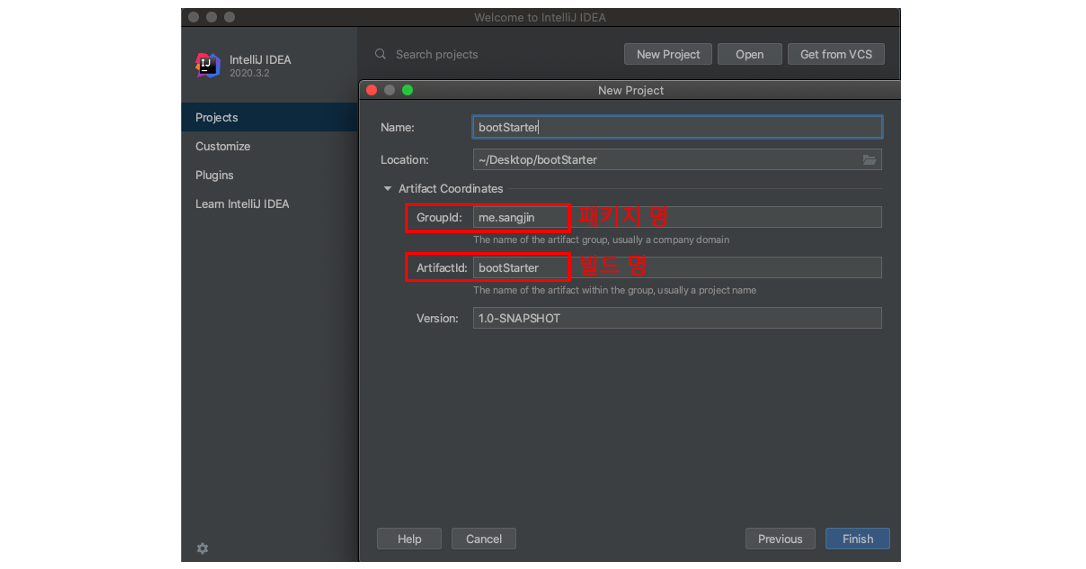 Welcome to IntelliJ IDEA
IntelliJ IDEA
2020.3.2
Search projects
New Project
Open
Get from VCS
Projects
Customize
Plugins
Learn IntelliJ IDEA
New Project
Name:
bootStarter
Location:
~/Desktop/bootStarter
Artifact Coordinates
GroupId:
me.sangjin
패키지 명
The name of the artifact group, usually a company domain
ArtifactId:
bootStarter
빌드 명
The name of the artifact within the group, usually a project name
Version:
1.0-SNAPSHOT
Help
Cancel
Previous
Finish